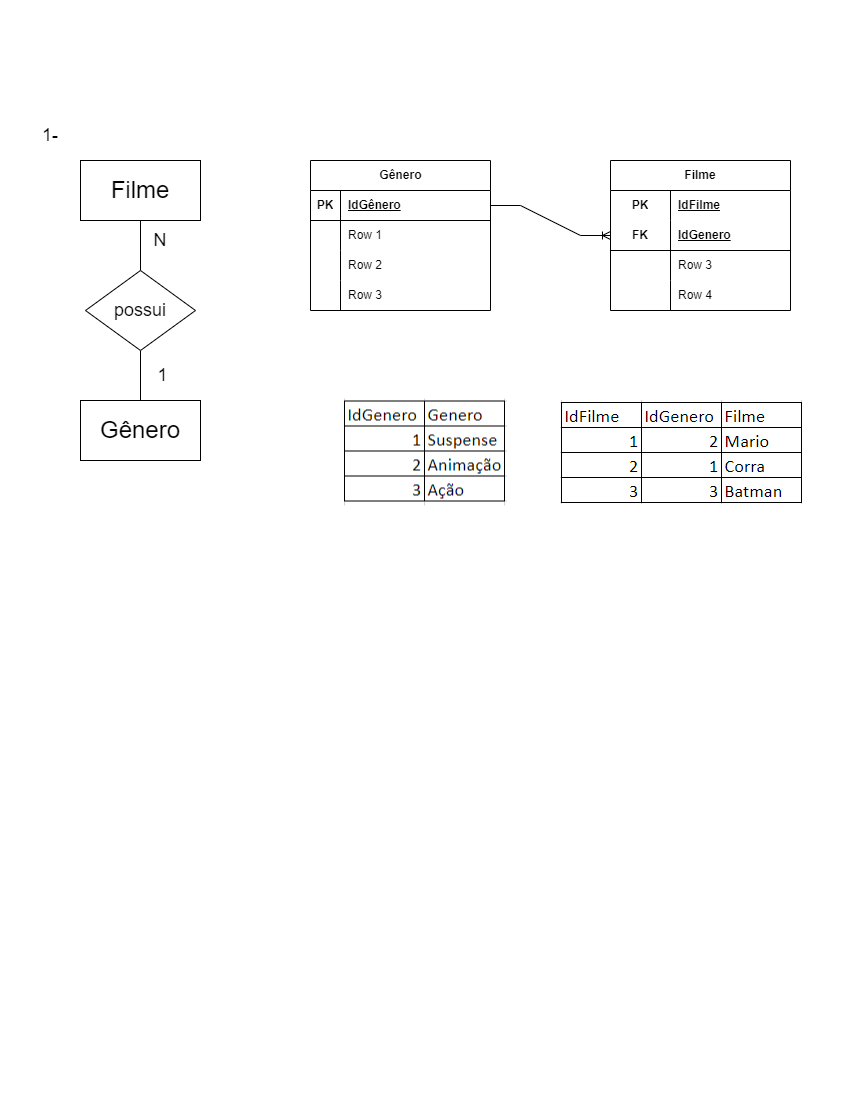 1-
Filme
N
possui
1
Gênero
Gênero
PK IdGênero
Row 1
Row 2
Row 3
Filme
PK IdFilme
FK IdGenero
Row 3
Row 4
IdGenero Genero
1 Suspense
2 Animação
3 Ação
IdFilme IdGenero Filme
1 2 Mario
2 1 Corra
3 3 Batman